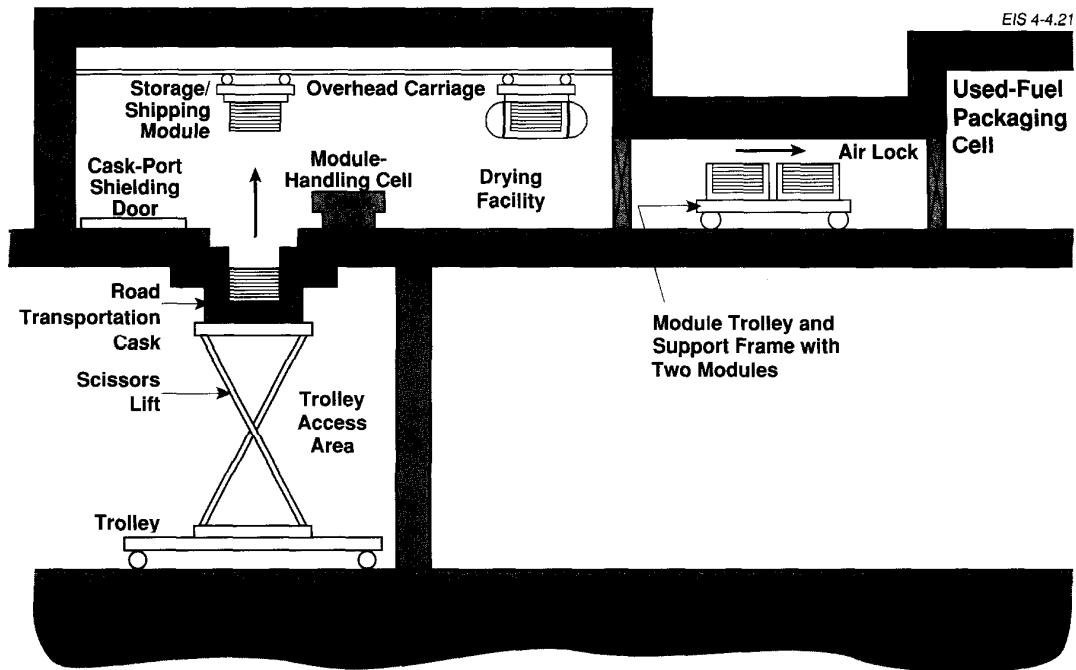 EIS 4-4.21
Storage/
Shipping
Module
Overhead Carriage
Used-Fuel
Packaging
Cell
Cask-Port
Shielding
Door
Module-
Handling Cell
Drying
Facility
Air Lock
Road
Transportation
Cask
Module Trolley and
Support Frame with
Two Modules
Scissors
Lift
Trolley
Access
Area
Trolley